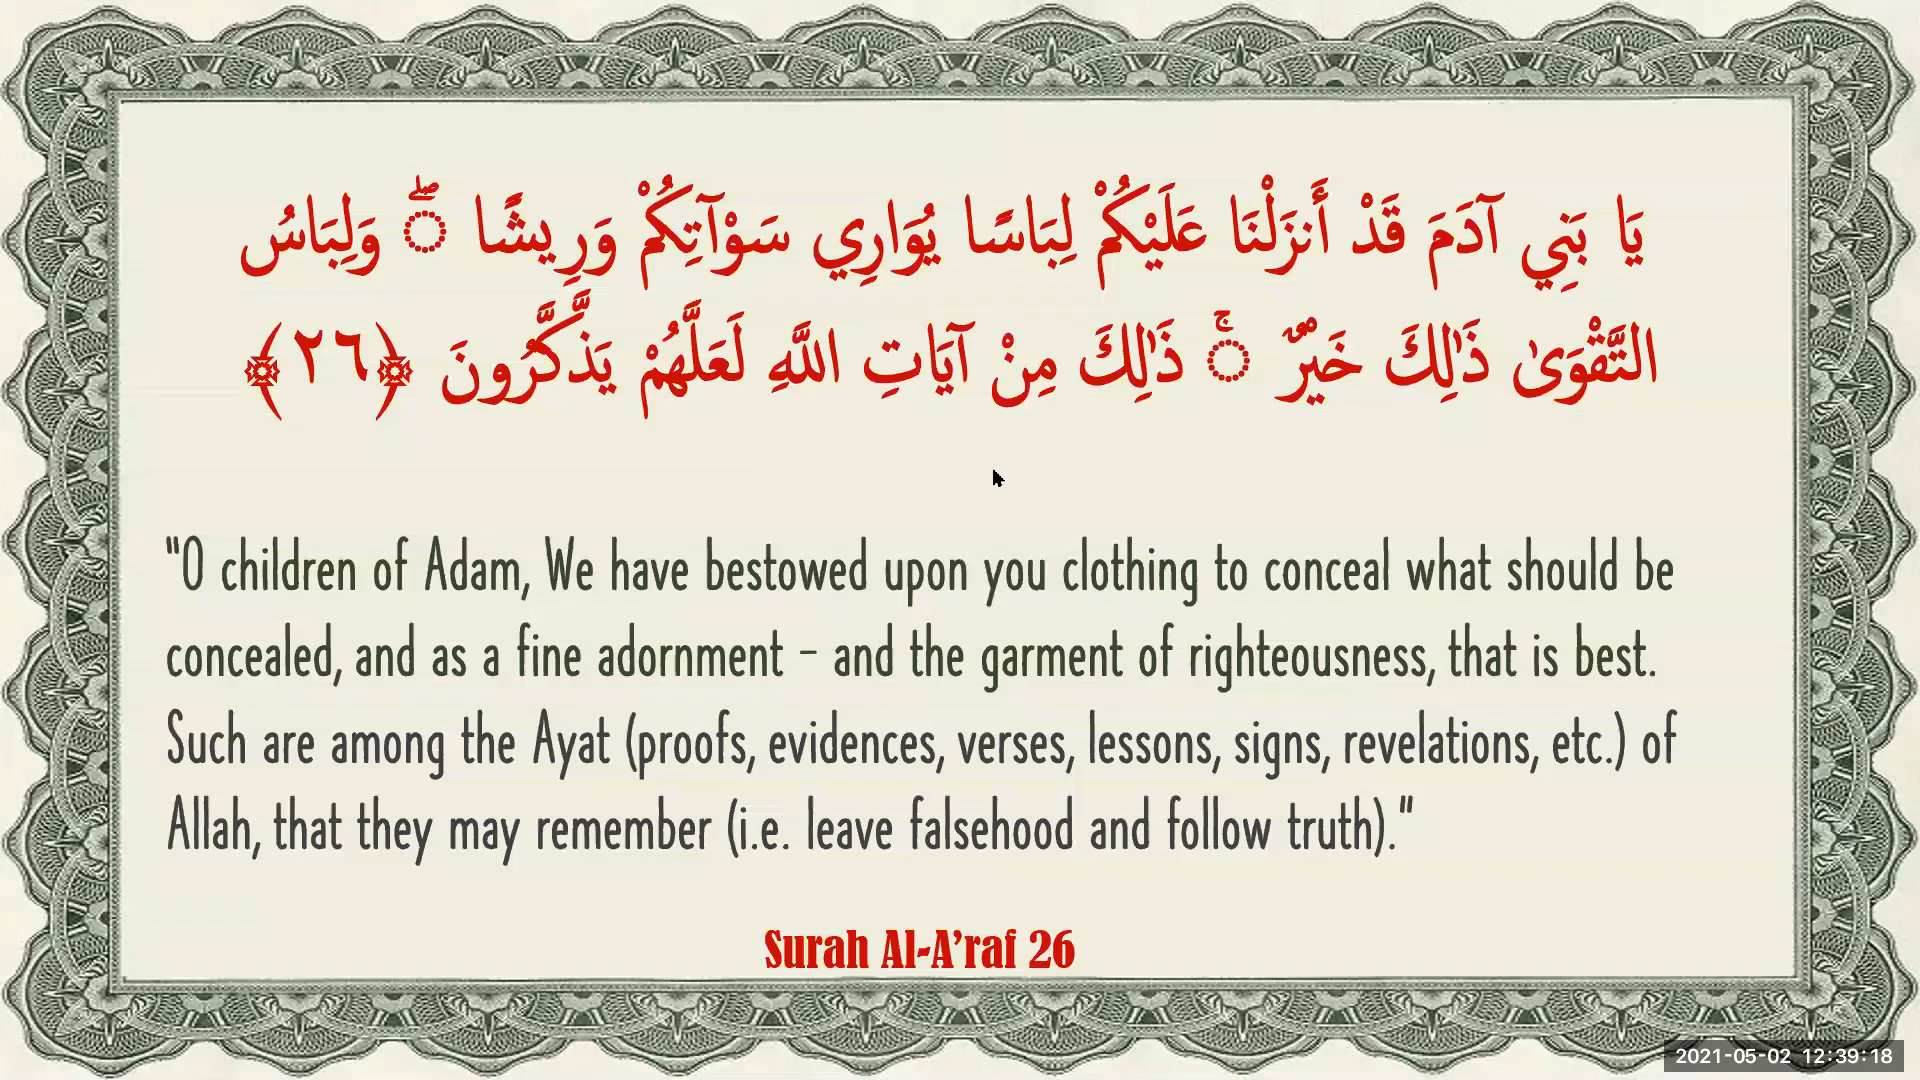 يَا بَنِي آدَمَ قَدْ أَنزَلْنَا عَلَيْكُمْ لِبَاسًا يُوَارِي سَوْآتِكُمْ وَرِيشًا ۖ وَلِبَاسُ
التَّقْوَىٰ ذَٰلِكَ خَيْرٌ ۚ ذَٰلِكَ مِنْ آيَاتِ اللَّهِ لَعَلَّهُمْ يَذَّكَّرُونَ ﴿٢٦﴾
"O children of Adam, We have bestowed upon you clothing to conceal what should be
concealed, and as a fine adornment – and the garment of righteousness, that is best.
Such are among the Ayat (proofs, evidences, verses, lessons, signs, revelations, etc.) of
Allah, that they may remember (i.e. leave falsehood and follow truth)."
Surah Al-A’raf 26
2021-05-02 12:39:18